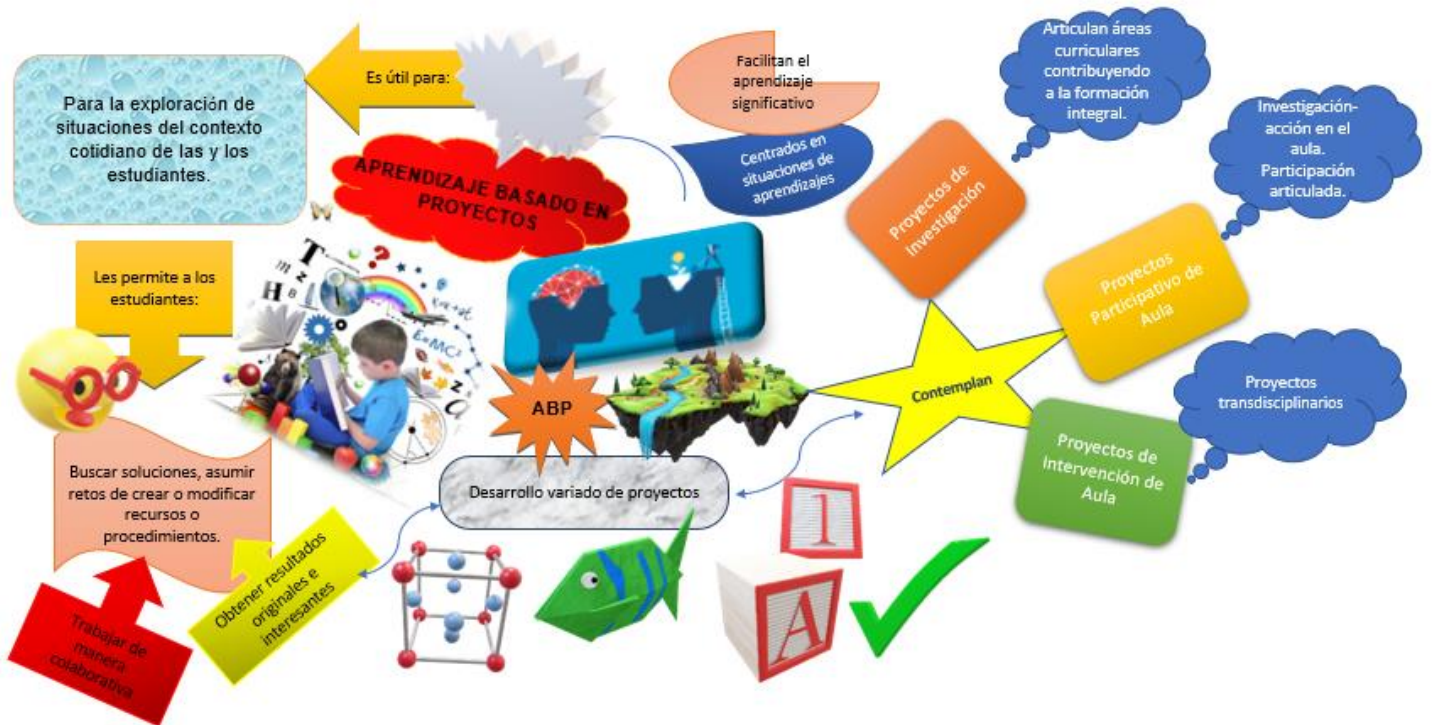 Es útil para:
Para la exploración de
situaciones del contexto
cotidiano de las y los
estudiantes.
Facilitan el
aprendizaje
significativo
Centrados en
situaciones de
aprendizajes
APRENDIZAJE BASADO EN
PROYECTOS
Les permite a los
estudiantes:
Buscar soluciones, asumir
retos de crear o modificar
recursos o
procedimientos.
Trabajar de
manera
colaborativa
Obtener resultados
originales e
interesantes
ABP
Desarrollo variado de proyectos
Contemplan
Proyectos de
Investigación
Articulan áreas
curriculares
contribuyendo
a la formación
integral.
Proyectos
Participativo de
Aula
Investigación-
acción en el
aula.
Participación
articulada.
Proyectos de
Intervención de
Aula
Proyectos
transdisciplinarios
T
m
z
H
B
E=MC²
z
a
1
A